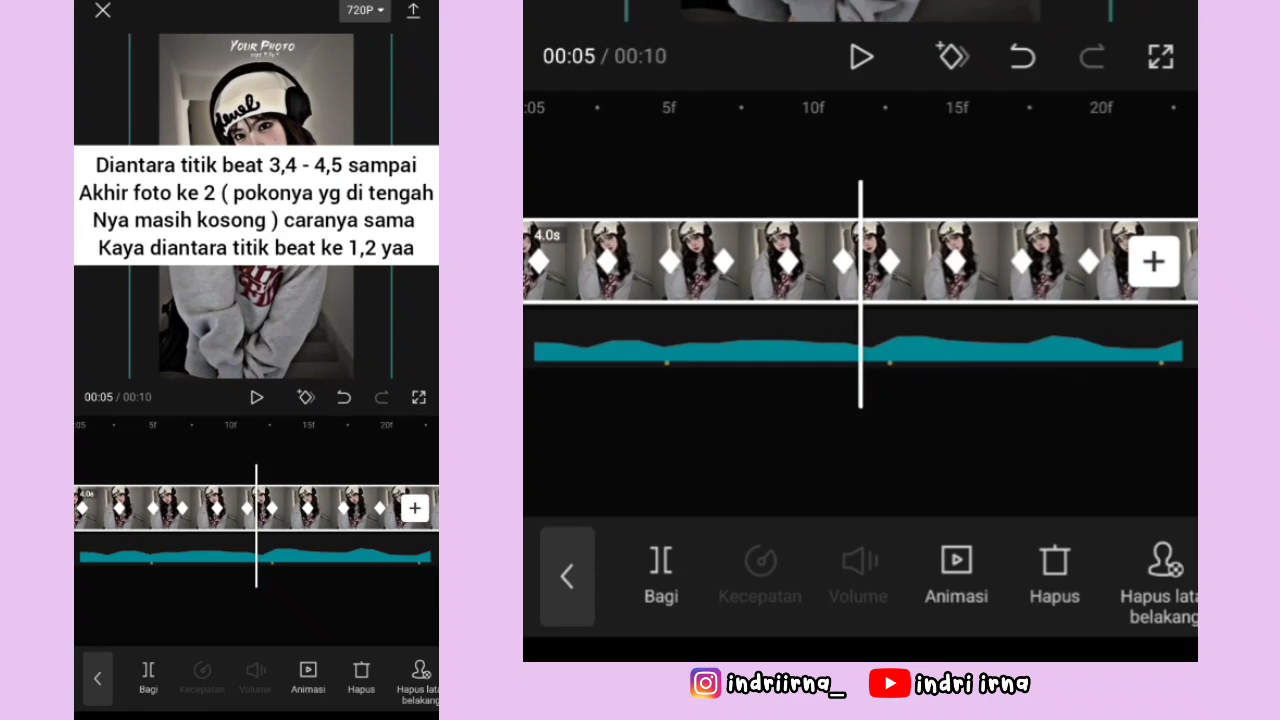 720P
YOUR PHOTO
devel
Diantara titik beat 3,4 - 4,5 sampai
Akhir foto ke 2 ( pokonya yg di tengah
Nya masih kosong ) caranya sama
Kaya diantara titik beat ke 1,2 yaa
00:05 / 00:10
:05 5f 10f 15f 20f
4.0s
+
Bagi Kecepatan Volume Animasi Hapus Hapus lata
belakang
00:05 / 00:10
:05 5f 10f 15f 20f
4.0s
+
Bagi Kecepatan Volume Animasi Hapus Hapus lata
belakang
indriirna_ indri irna